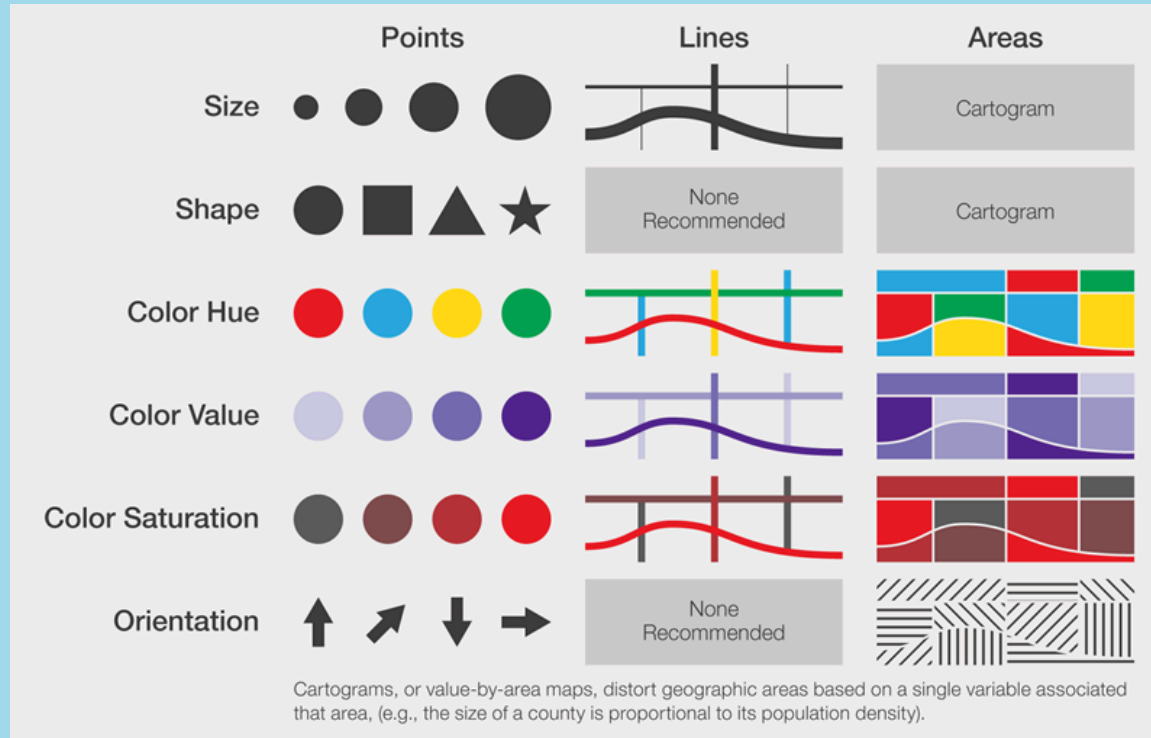 Points Lines Areas
Size
Cartogram
Shape
None
Recommended
Cartogram
Color Hue
Color Value
Color Saturation
Orientation
None
Recommended
Cartograms, or value-by-area maps, distort geographic areas based on a single variable associated
that area, (e.g., the size of a county is proportional to its population density).